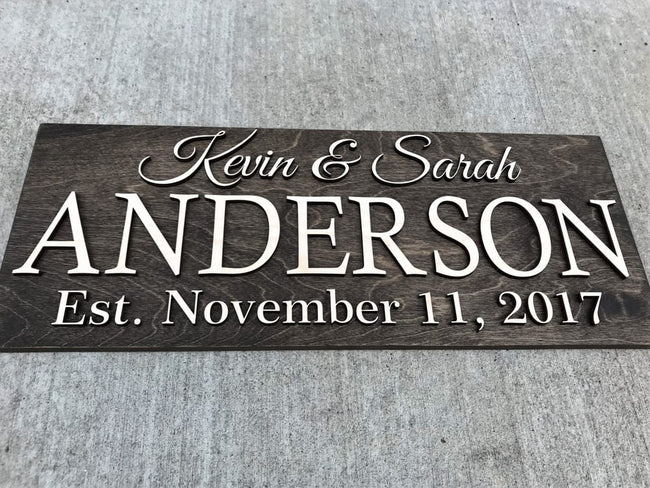 Kevin & Sarah
ANDERSON
Est. November 11, 2017